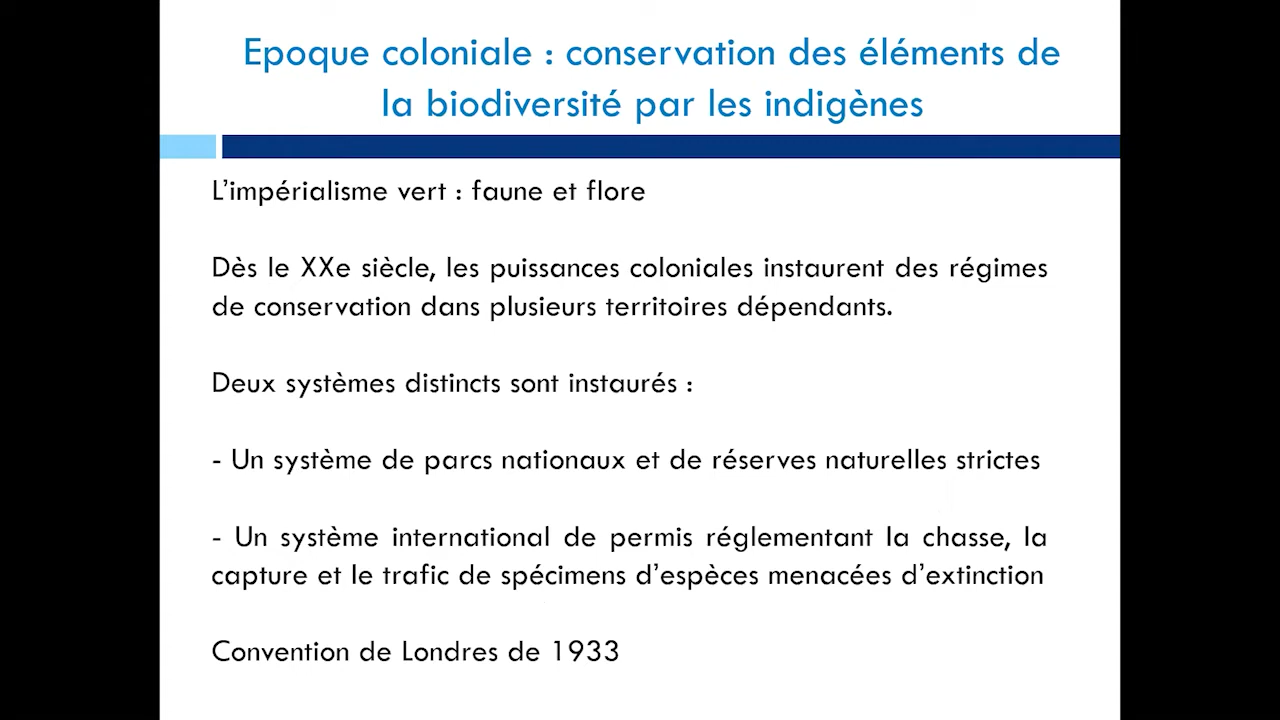 Epoque coloniale : conservation des éléments de
la biodiversité par les indigènes
L’impérialisme vert : faune et flore
Dès le XXe siècle, les puissances coloniales instaurent des régimes
de conservation dans plusieurs territoires dépendants.
Deux systèmes distincts sont instaurés :
- Un système de parcs nationaux et de réserves naturelles strictes
- Un système international de permis réglementant la chasse, la
capture et le trafic de spécimens d’espèces menacées d’extinction
Convention de Londres de 1933